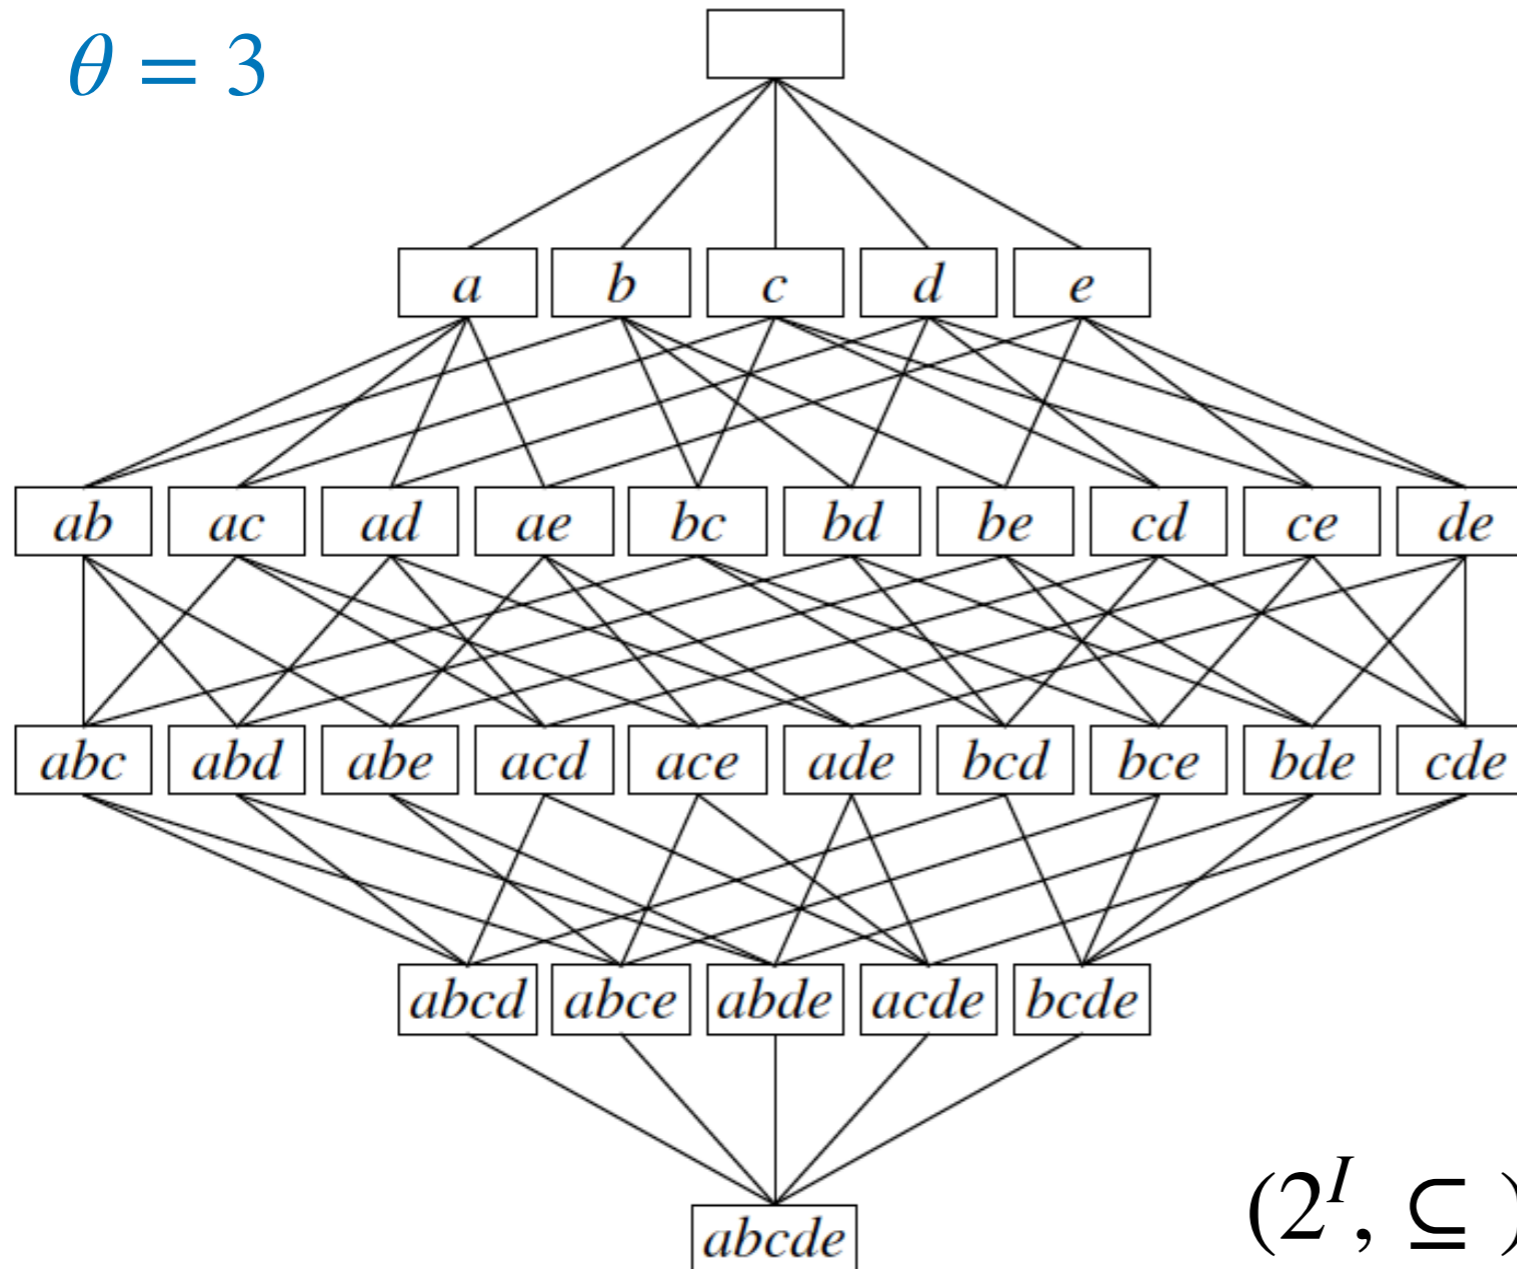 θ = 3
a b c d e
ab ac ad ae bc bd be cd ce de
abc abd abe acd ace ade bcd bce bde cde
abcd abce abde acde bcde
abcde
(2^I, ⊆ )